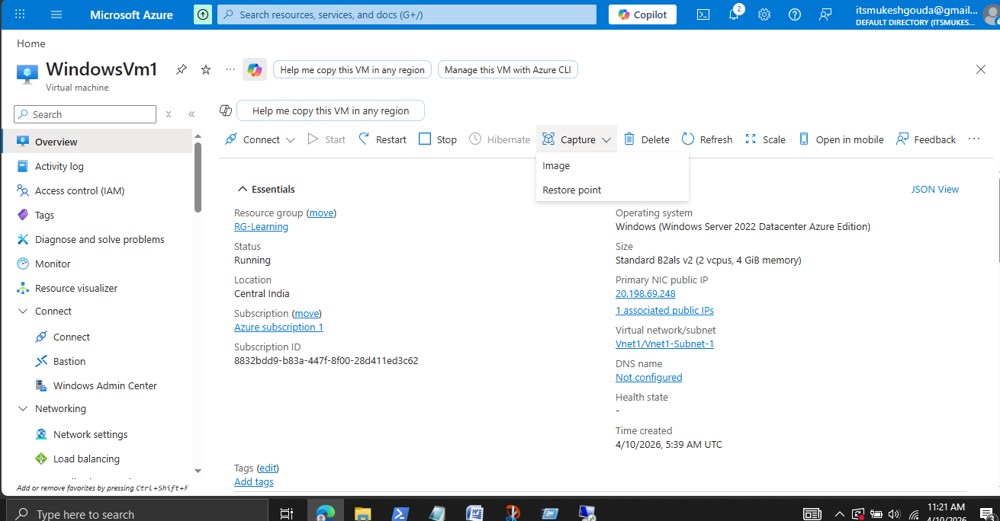 Microsoft Azure
Search resources, services, and docs (G+/)
Copilot
2
itsmukeshgouda@gmail...
DEFAULT DIRECTORY (ITSMUKES...
Home
WindowsVm1
Virtual machine
Help me copy this VM in any region
Manage this VM with Azure CLI
Search
Help me copy this VM in any region
Connect
Start
Restart
Stop
Hibernate
Capture
Delete
Refresh
Scale
Open in mobile
Feedback
Image
Restore point
Overview
Activity log
Access control (IAM)
Tags
Diagnose and solve problems
Monitor
Resource visualizer
Connect
Connect
Bastion
Windows Admin Center
Networking
Network settings
Load balancing
Add or remove favorites by pressing Ctrl+Shift+F
Essentials
JSON View
Resource group (move)
RG-Learning
Status
Running
Location
Central India
Subscription (move)
Azure subscription 1
Subscription ID
8832bdd9-b83a-447f-8f00-28d411ed3c62
Operating system
Windows (Windows Server 2022 Datacenter Azure Edition)
Size
Standard B2als v2 (2 vcpus, 4 GiB memory)
Primary NIC public IP
20.198.69.248
1 associated public IPs
Virtual network/subnet
Vnet1/Vnet1-Subnet-1
DNS name
Not configured
Health state
-
Time created
4/10/2026, 5:39 AM UTC
Tags (edit)
Add tags
Type here to search
11:21 AM
4/10/2026
3